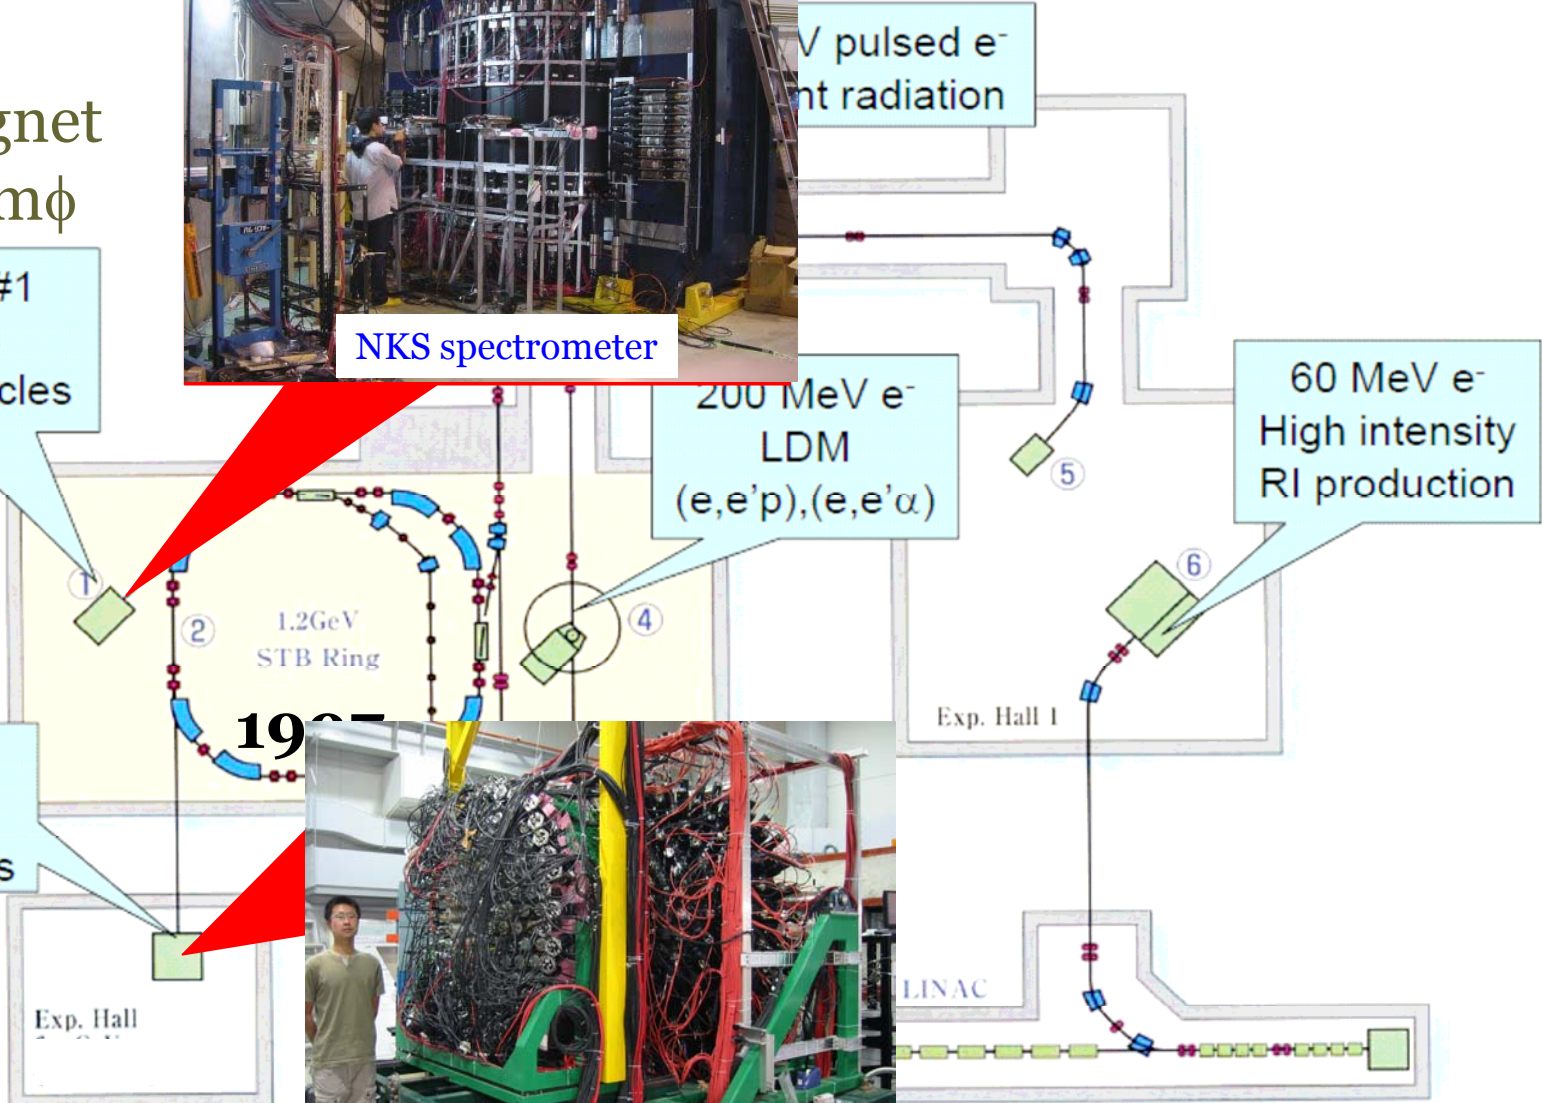 V pulsed e⁻
nt radiation
gnet
mϕ
#1
cles
NKS spectrometer
200 MeV e⁻
LDM
(e,e'p),(e,e'α)
60 MeV e⁻
High intensity
RI production
①
②
④
⑤
⑥
1.2GeV
STB Ring
1997
Exp. Hall 1
s
Exp. Hall
LINAC